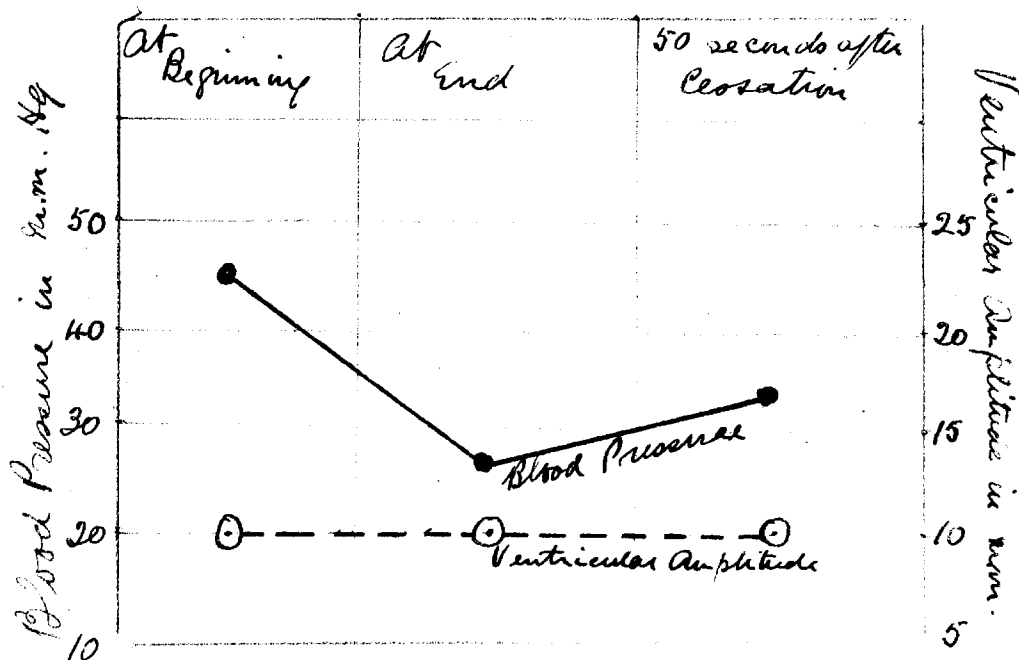 At Beginning
At End
50 seconds after Cessation
Blood Pressure in m.m. Hg
50
40
30
20
10
Blood Pressure
Ventricular Amplitude
25
20
15
10
5
Ventricular Amplitude in mm.